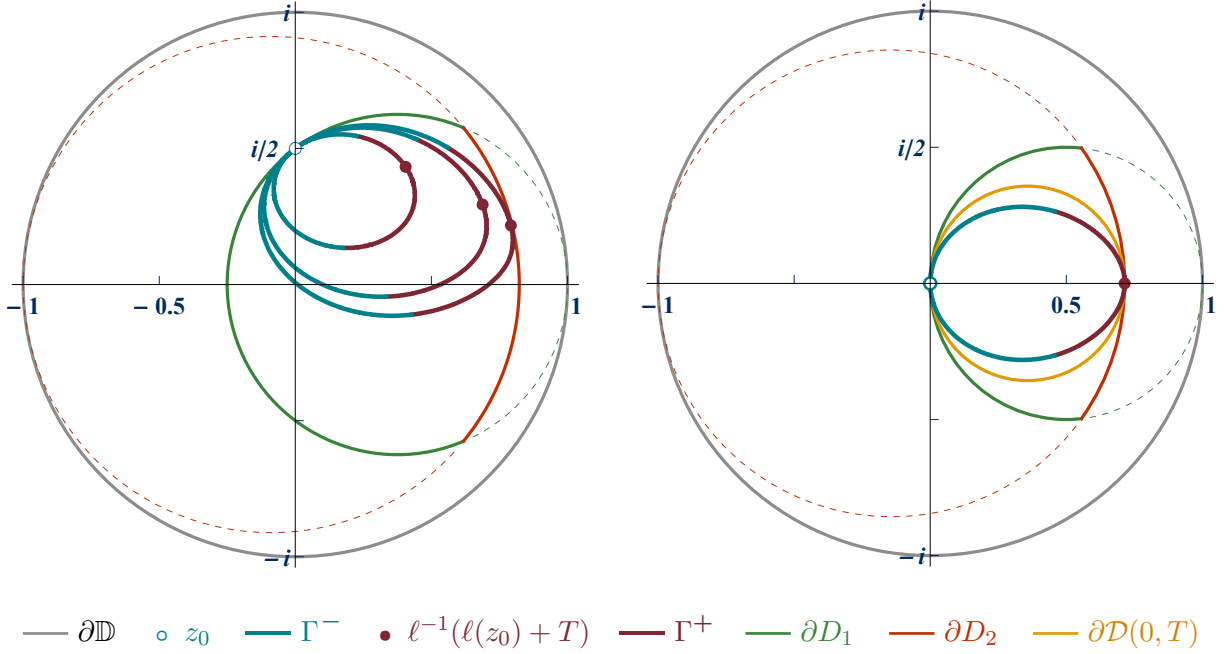 i
i/2
−1
−0.5
1
−i
i
i/2
−1
0.5
1
−i
∂𝔻 z₀ Γ⁻ ℓ⁻¹(ℓ(z₀) + T) Γ⁺ ∂D₁ ∂D₂ ∂𝒟(0, T)